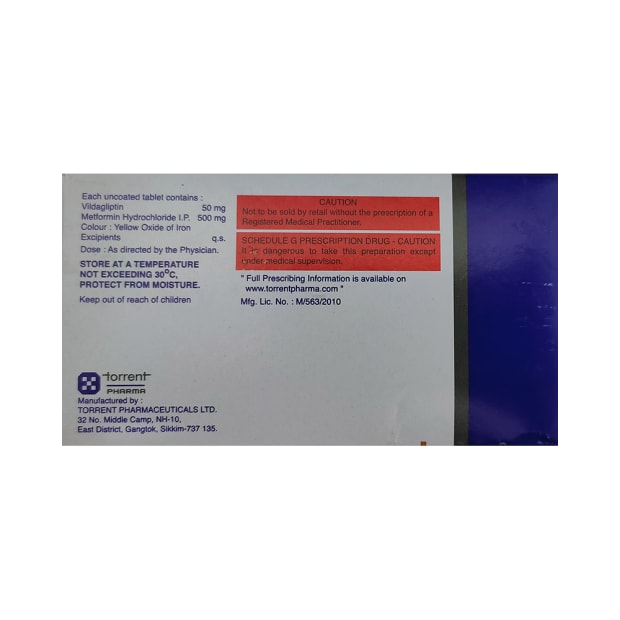 Each uncoated tablet contains :
Vildagliptin 50 mg
Metformin Hydrochloride I.P. 500 mg
Colour : Yellow Oxide of Iron
Excipients q.s.
Dose : As directed by the Physician.
STORE AT A TEMPERATURE
NOT EXCEEDING 30°C,
PROTECT FROM MOISTURE.
Keep out of reach of children
CAUTION
Not to be sold by retail without the prescription of a
Registered Medical Practitioner.
SCHEDULE G PRESCRIPTION DRUG - CAUTION
It is dangerous to take this preparation except
under medical supervision.
" Full Prescribing Information is available on
www.torrentpharma.com "
Mfg. Lic. No. : M/563/2010
torrent
PHARMA
Manufactured by :
TORRENT PHARMACEUTICALS LTD.
32 No. Middle Camp, NH-10,
East District, Gangtok, Sikkim-737 135.